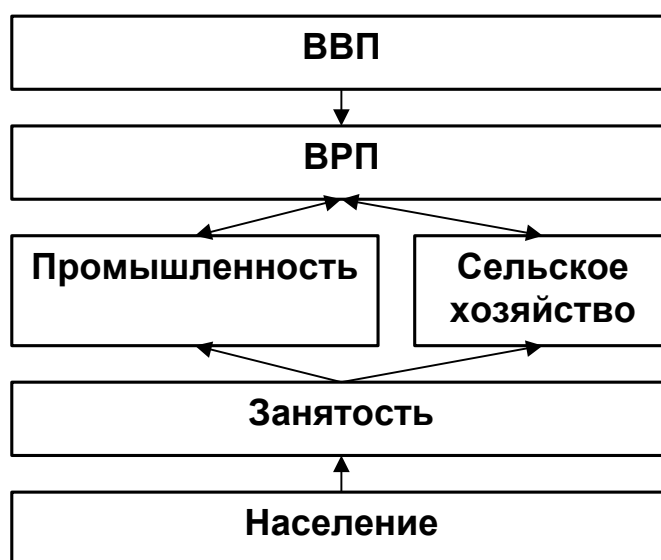 ВВП
ВРП
Промышленность
Сельское
хозяйство
Занятость
Население